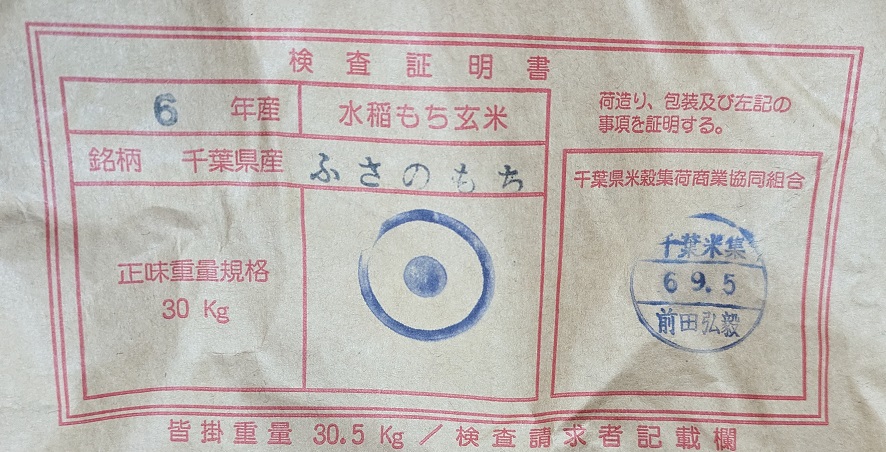 検査証明書
6 年産
水稲もち玄米
銘柄 千葉県産 ふさのもち
正味重量規格
30 Kg
荷造り、包装及び左記の
事項を証明する。
千葉県米穀集荷商業協同組合
千葉米集
6 9.5
前田弘毅
皆掛重量 30.5 Kg / 検査請求者記載欄